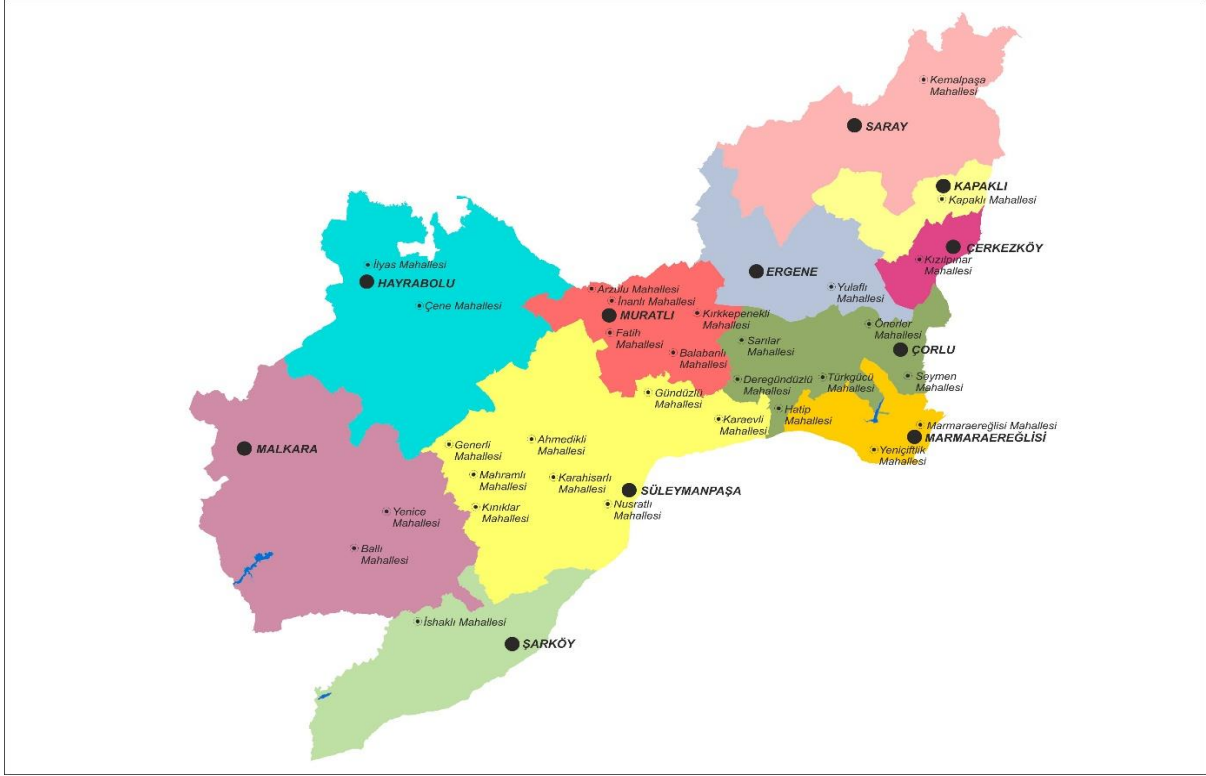 Kemalpaşa
Mahallesi
SARAY
KAPAKLI
Kapaklı Mahallesi
ÇERKEZKÖY
Kızılpınar
Mahallesi
İlyas Mahallesi
HAYRABOLU
Çene Mahallesi
ERGENE
Yulaflı
Mahallesi
Arzulu Mahallesi
İnanlı Mahallesi
MURATLI
Kırkkepenekli
Mahallesi
Fatih
Mahallesi
Balabanlı
Mahallesi
Sarılar
Mahallesi
Önerler
Mahallesi
ÇORLU
Deregündüzlü
Mahallesi
Türkgücü
Mahallesi
Seymen
Mahallesi
Gündüzlü
Mahallesi
Karaevli
Mahallesi
Hatip
Mahallesi
Marmaraereğlisi Mahallesi
MARMARAEREĞLİSİ
Yeniçiftlik
Mahallesi
MALKARA
Generli
Mahallesi
Ahmedikli
Mahallesi
Mahramlı
Mahallesi
Karahisarlı
Mahallesi
SÜLEYMANPAŞA
Kınıklar
Mahallesi
Nusratlı
Mahallesi
Yenice
Mahallesi
Ballı
Mahallesi
İshaklı Mahallesi
ŞARKÖY